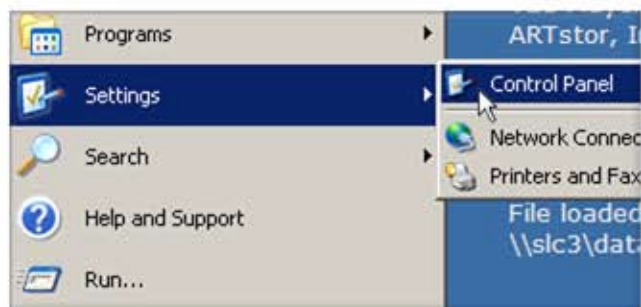 Programs
ARTstor, I
Settings
Control Panel
Search
Network Connec
Printers and Fax
Help and Support
File loaded
\\slc3\data
Run...